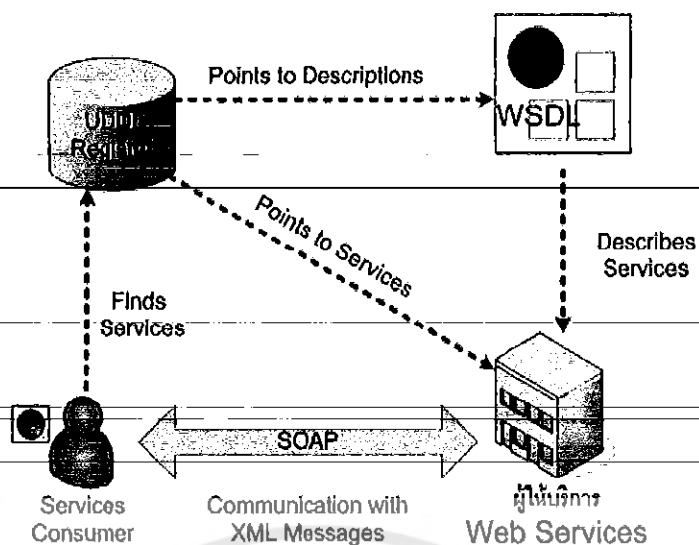 Points to Descriptions
UDDI
WSDL
Points to Services
Describes
Services
Finds
Services
SOAP
Services
Consumer
Communication with
XML Messages
ผู้ให้บริการ
Web Services